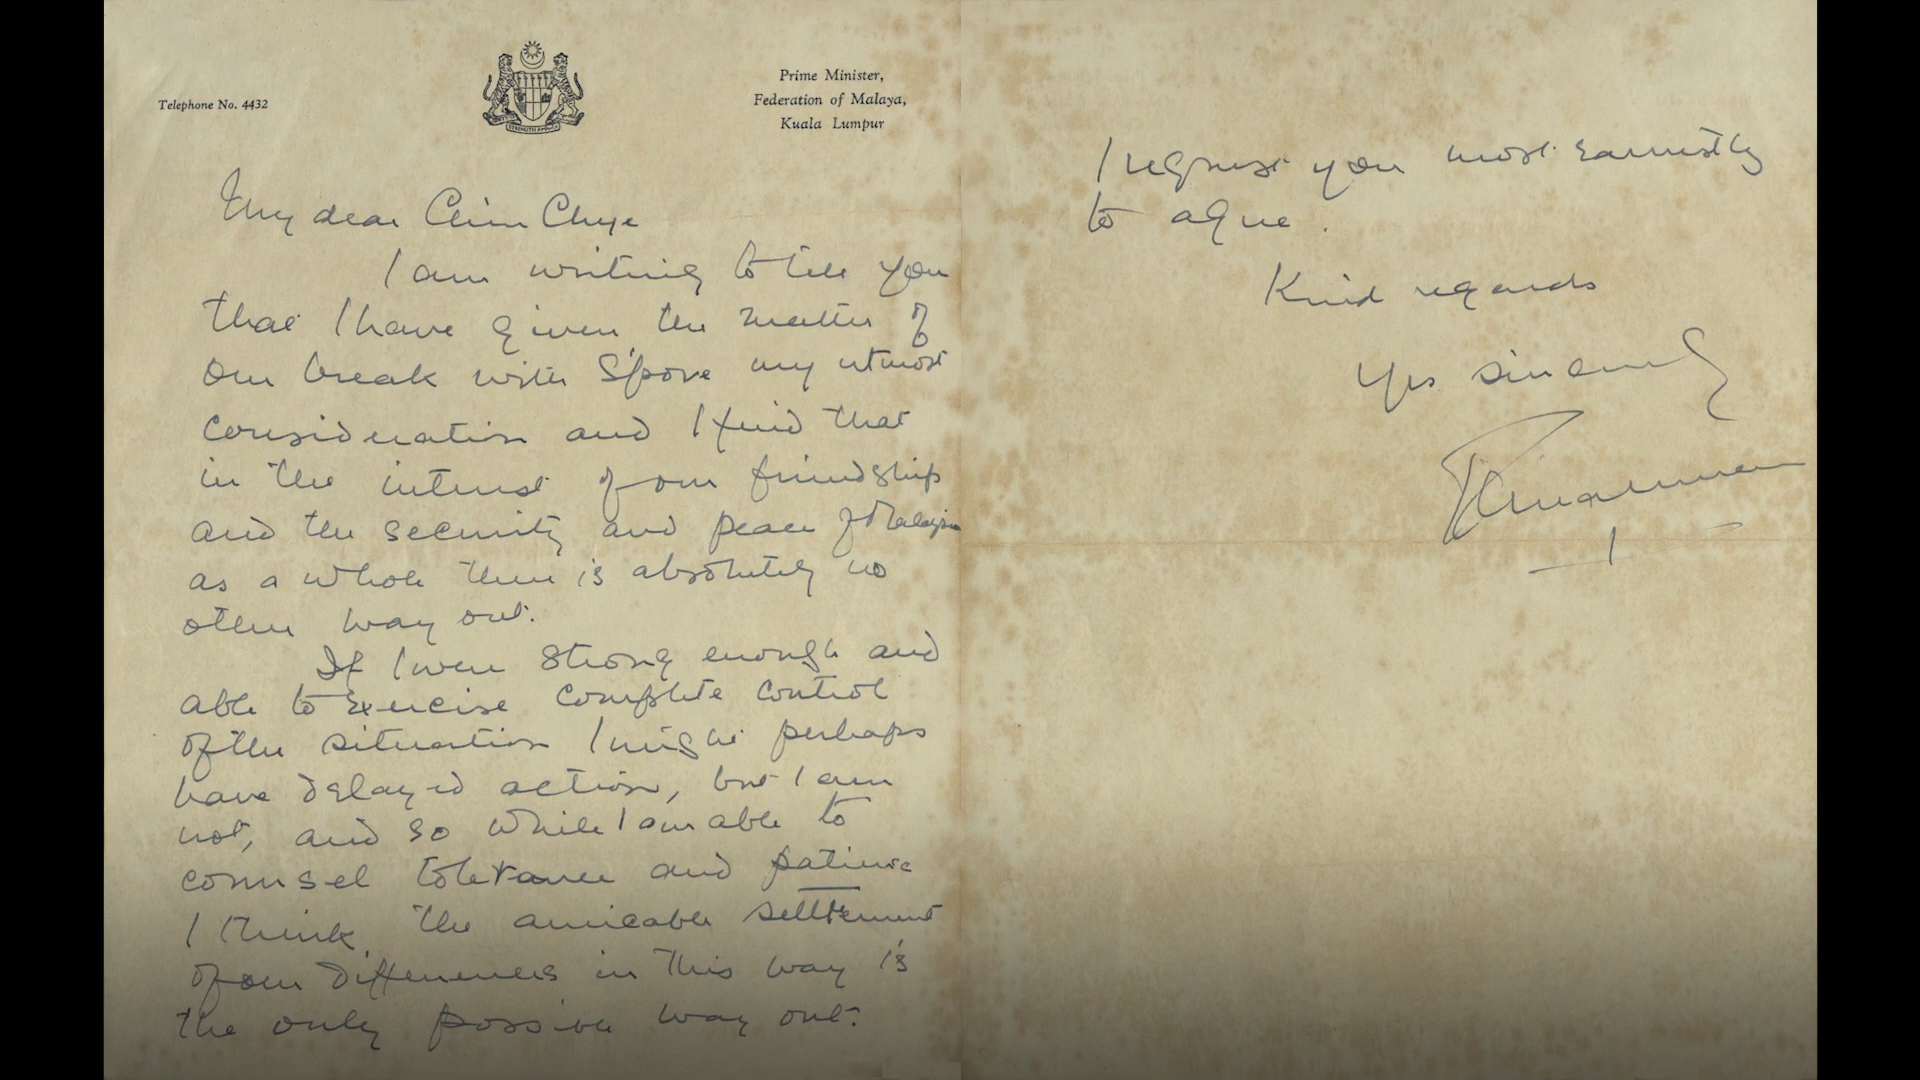 Telephone No. 4432
Prime Minister,
Federation of Malaya,
Kuala Lumpur
My dear Chin Chye
I am writing to tell you
that I have given the matter of
our break with S'pore my utmost
consideration and I find that
in the interest of our friendship
and the security and peace of Malaysia
as a whole there is absolutely no
other way out.
If I were strong enough and
able to exercise complete control
of the situation I might perhaps
have delayed action, but I am
not, and so while I am able to
counsel tolerance and patience
I think the amicable settlement
of our differences in this way is
the only possible way out.
I request you most earnestly
to agree.
Kind regards
Yrs sincerely